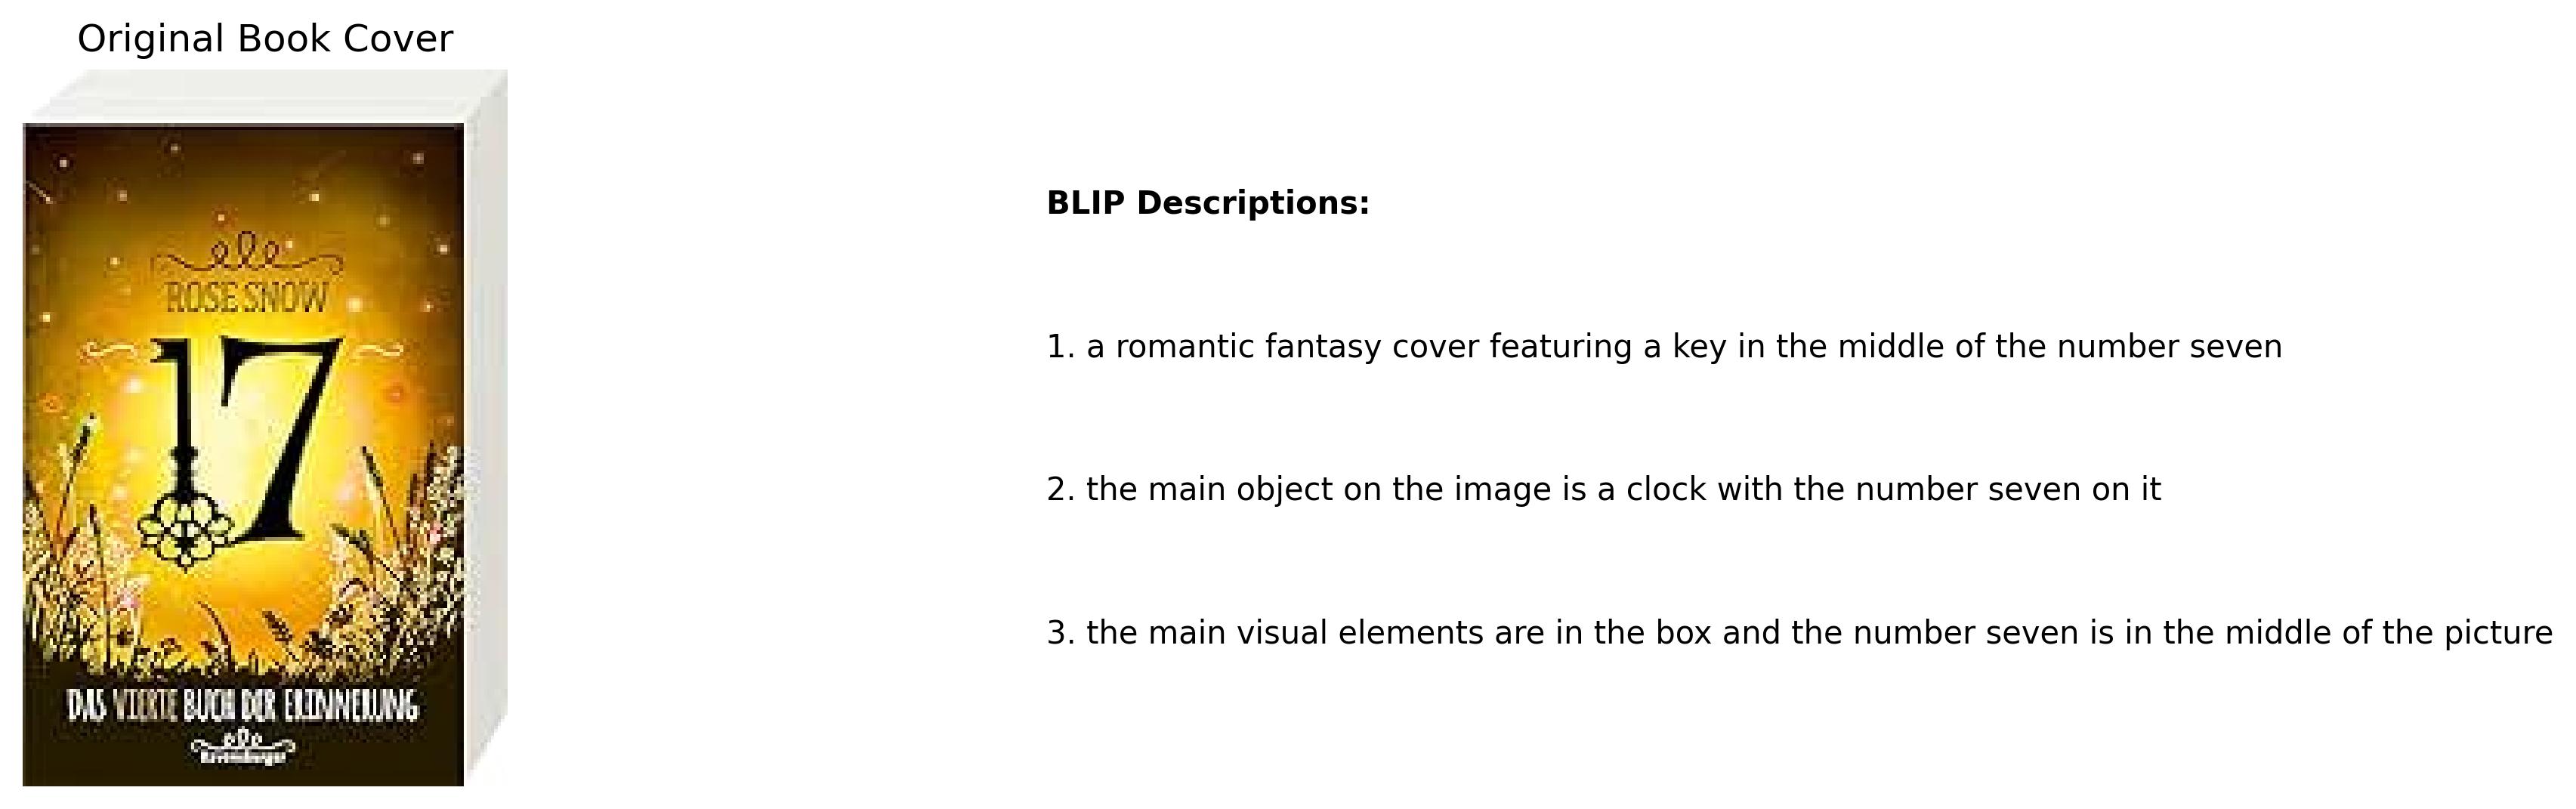 Original Book Cover
ROSE SNOW
17
DAS VIERTE BUCH DER ERINNERUNG
Ravensburger
BLIP Descriptions:
1. a romantic fantasy cover featuring a key in the middle of the number seven
2. the main object on the image is a clock with the number seven on it
3. the main visual elements are in the box and the number seven is in the middle of the picture